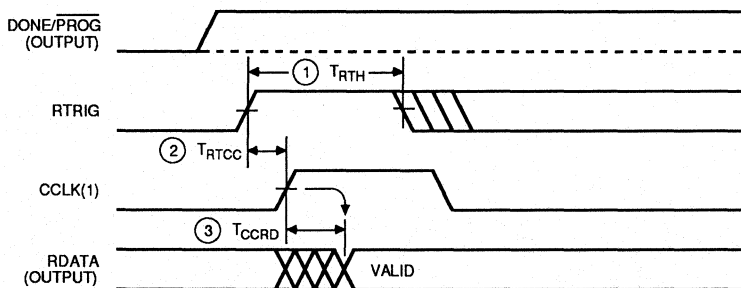 DONE/PROG
(OUTPUT)
1 TRTH
RTRIG
2 TRTCC
CCLK(1)
3 TCCRD
RDATA
(OUTPUT)
VALID